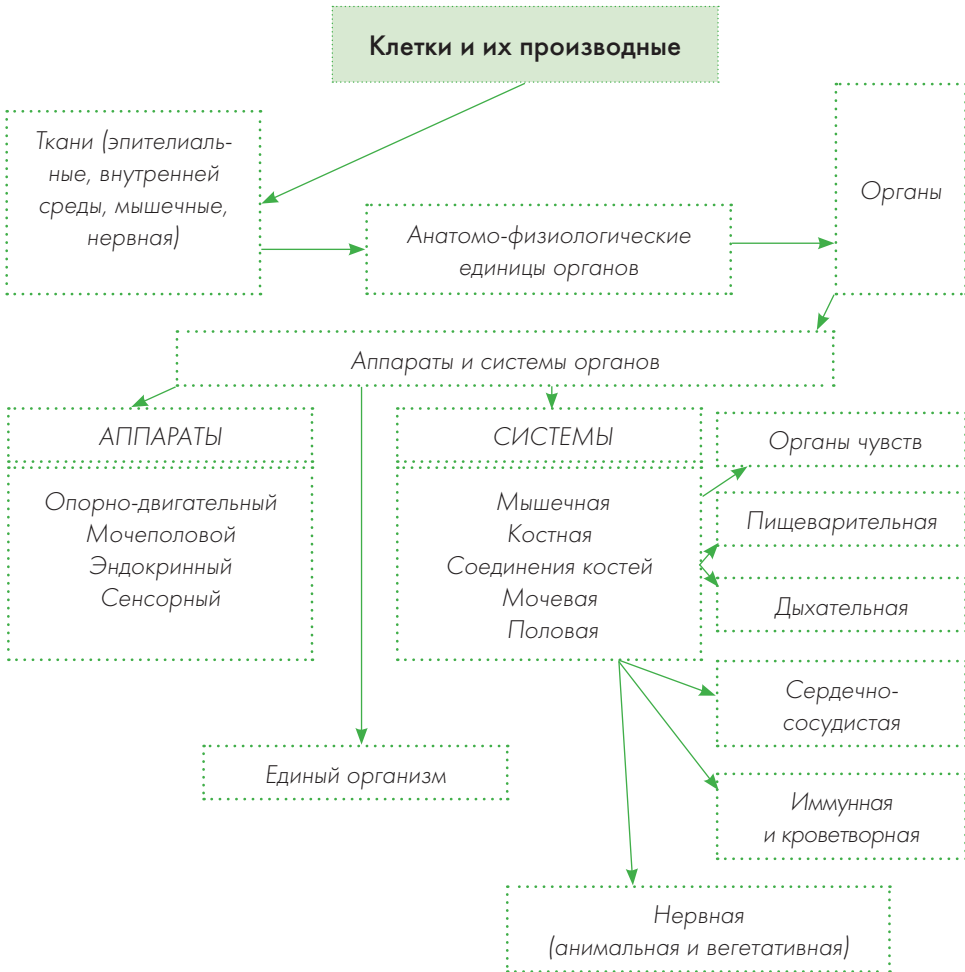 Клетки и их производные
Ткани (эпителиаль-
ные, внутренней
среды, мышечные,
нервная)
Анатомо-физиологические
единицы органов
Органы
Аппараты и системы органов
АППАРАТЫ
Опорно-двигательный
Мочеполовой
Эндокринный
Сенсорный
СИСТЕМЫ
Мышечная
Костная
Соединения костей
Мочевая
Половая
Органы чувств
Пищеварительная
Дыхательная
Сердечно-
сосудистая
Иммунная
и кроветворная
Единый организм
Нервная
(анимальная и вегетативная)